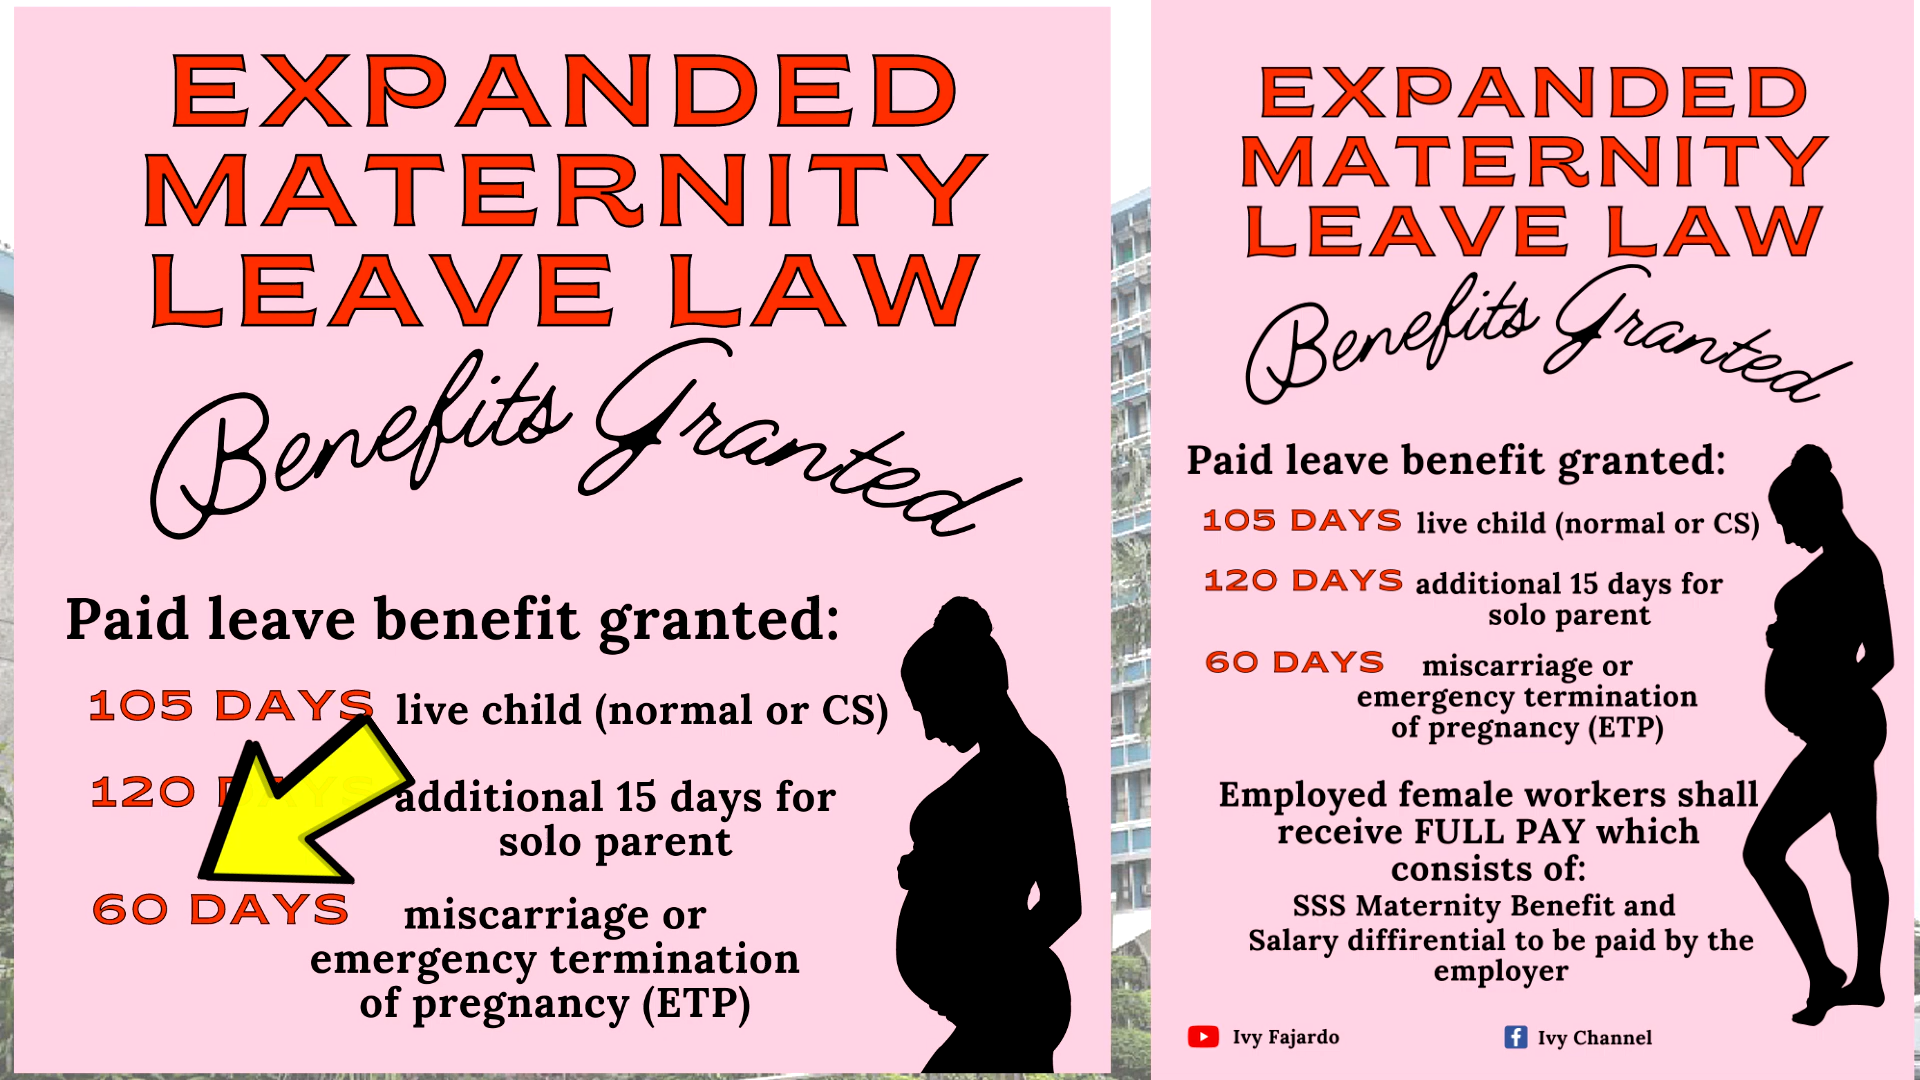 EXPANDED
MATERNITY
LEAVE LAW
Benefits Granted
Paid leave benefit granted:
105 DAYS live child (normal or CS)
120 DAYS additional 15 days for
solo parent
60 DAYS miscarriage or
emergency termination
of pregnancy (ETP)
EXPANDED
MATERNITY
LEAVE LAW
Benefits Granted
Paid leave benefit granted:
105 DAYS live child (normal or CS)
120 DAYS additional 15 days for
solo parent
60 DAYS miscarriage or
emergency termination
of pregnancy (ETP)
Employed female workers shall
receive FULL PAY which
consists of:
SSS Maternity Benefit and
Salary diffirential to be paid by the
employer
Ivy Fajardo
Ivy Channel